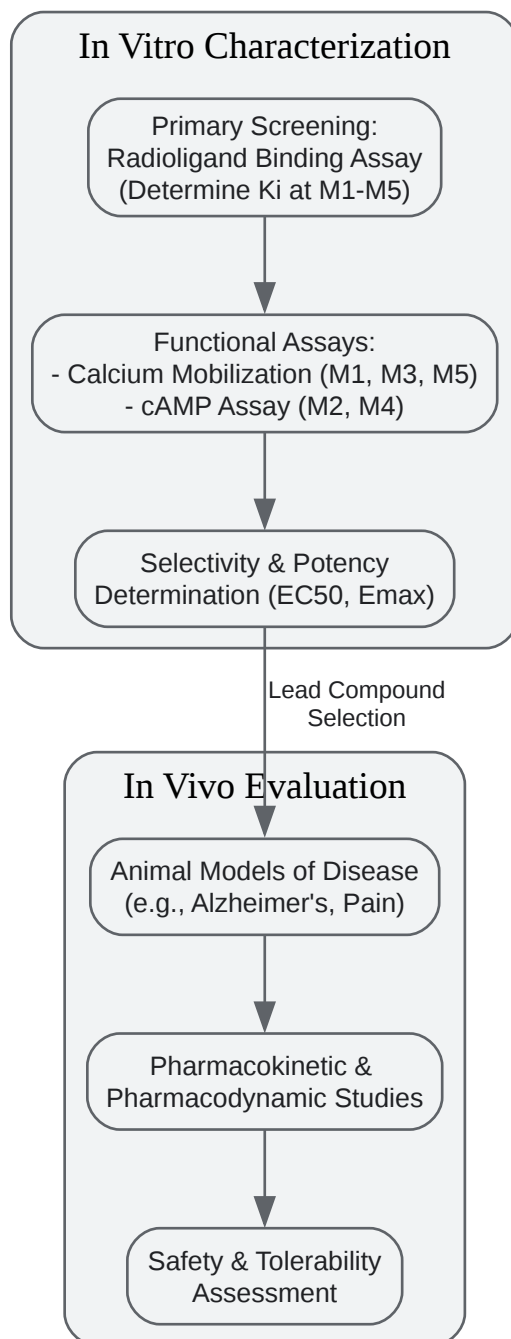 In Vitro Characterization
Primary Screening:
Radioligand Binding Assay
(Determine Ki at M1-M5)
Functional Assays:
- Calcium Mobilization (M1, M3, M5)
- cAMP Assay (M2, M4)
Selectivity & Potency
Determination (EC50, Emax)
Lead Compound
Selection
In Vivo Evaluation
Animal Models of Disease
(e.g., Alzheimer's, Pain)
Pharmacokinetic &
Pharmacodynamic Studies
Safety & Tolerability
Assessment